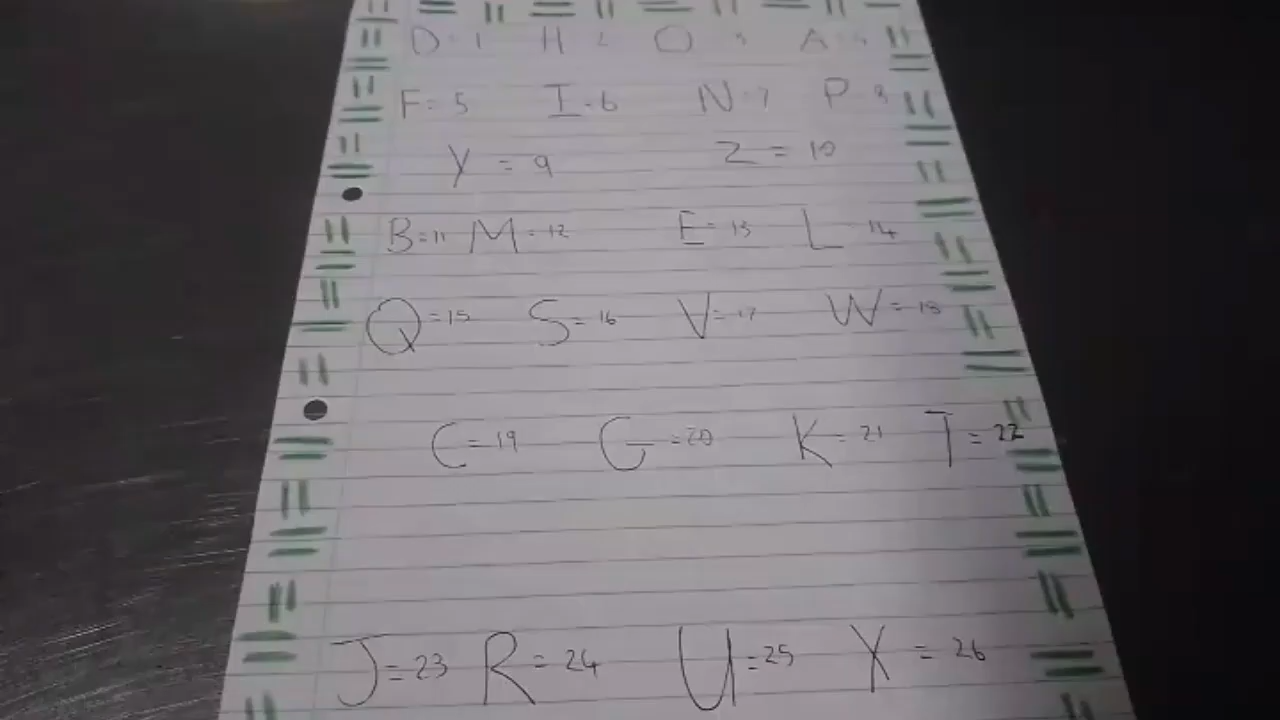 D=1 H=2 O=3 A=4
F=5 I=6 N=7 P=8
Y=9 Z=10
B=11 M=12 E=13 L=14
Q=15 S=16 V=17 W=18
C=19 G=20 K=21 T=22
J=23 R=24 U=25 X=26